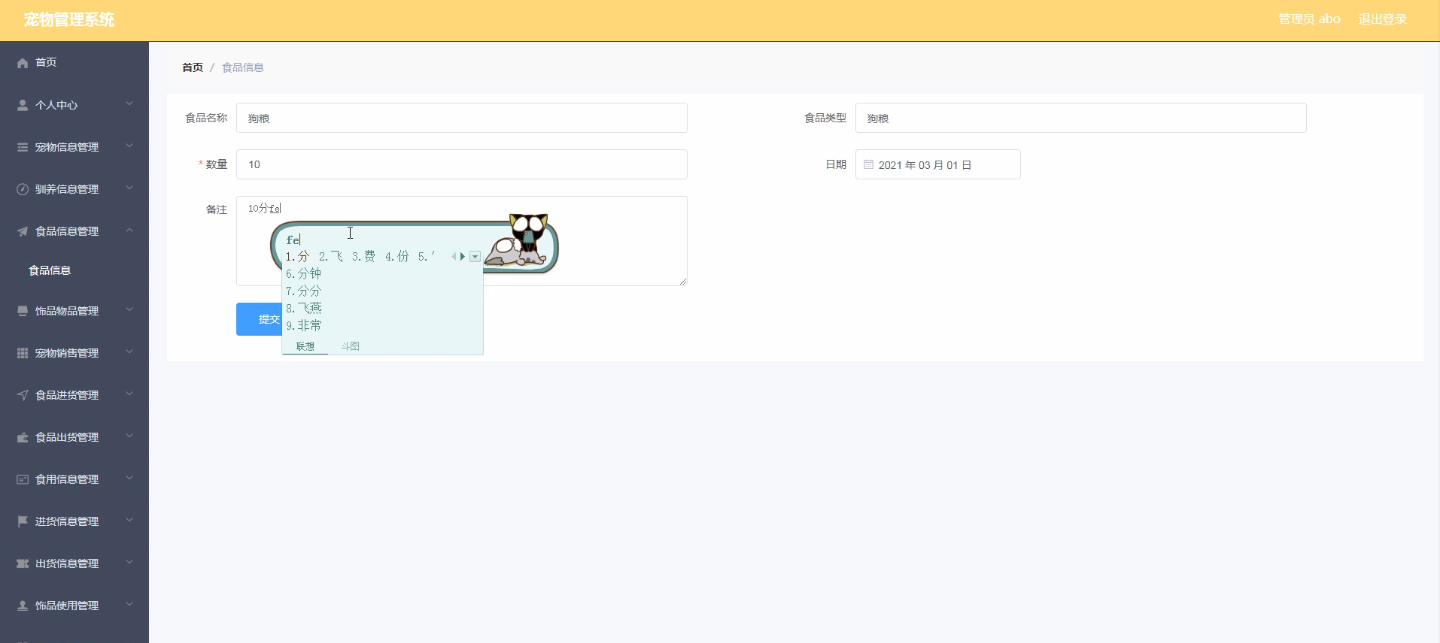 宠物管理系统
管理员 abo 退出登录
首页
个人中心
宠物信息管理
驯养信息管理
食品信息管理
食品信息
饰品物品管理
宠物销售管理
食品进货管理
食品出货管理
食用信息管理
进货信息管理
出货信息管理
饰品使用管理
首页 / 食品信息
食品名称 狗粮
食品类型 狗粮
* 数量 10
日期 2021 年 03 月 01 日
备注 10分fe
fe
1.分 2.飞 3.费 4.份 5.′
6.分钟
7.分分
8.飞燕
9.非常
联想 斗图
提交